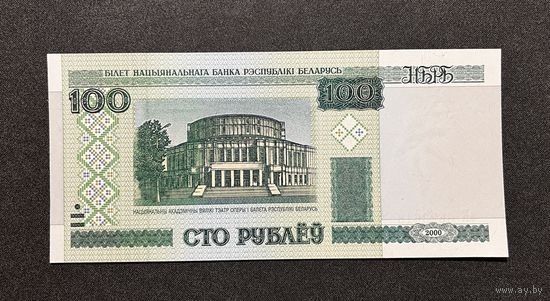 БІЛЕТ НАЦЫЯНАЛЬНАГА БАНКА РЭСПУБЛІКІ БЕЛАРУСЬ
НБРБ
100
100
НАЦЫЯНАЛЬНЫ АКАДЭМІЧНЫ ВЯЛІКІ ТЭАТР ОПЕРЫ І БАЛЕТА РЭСПУБЛІКІ БЕЛАРУСЬ
СТО РУБЛЁЎ
2000
www.ay.by